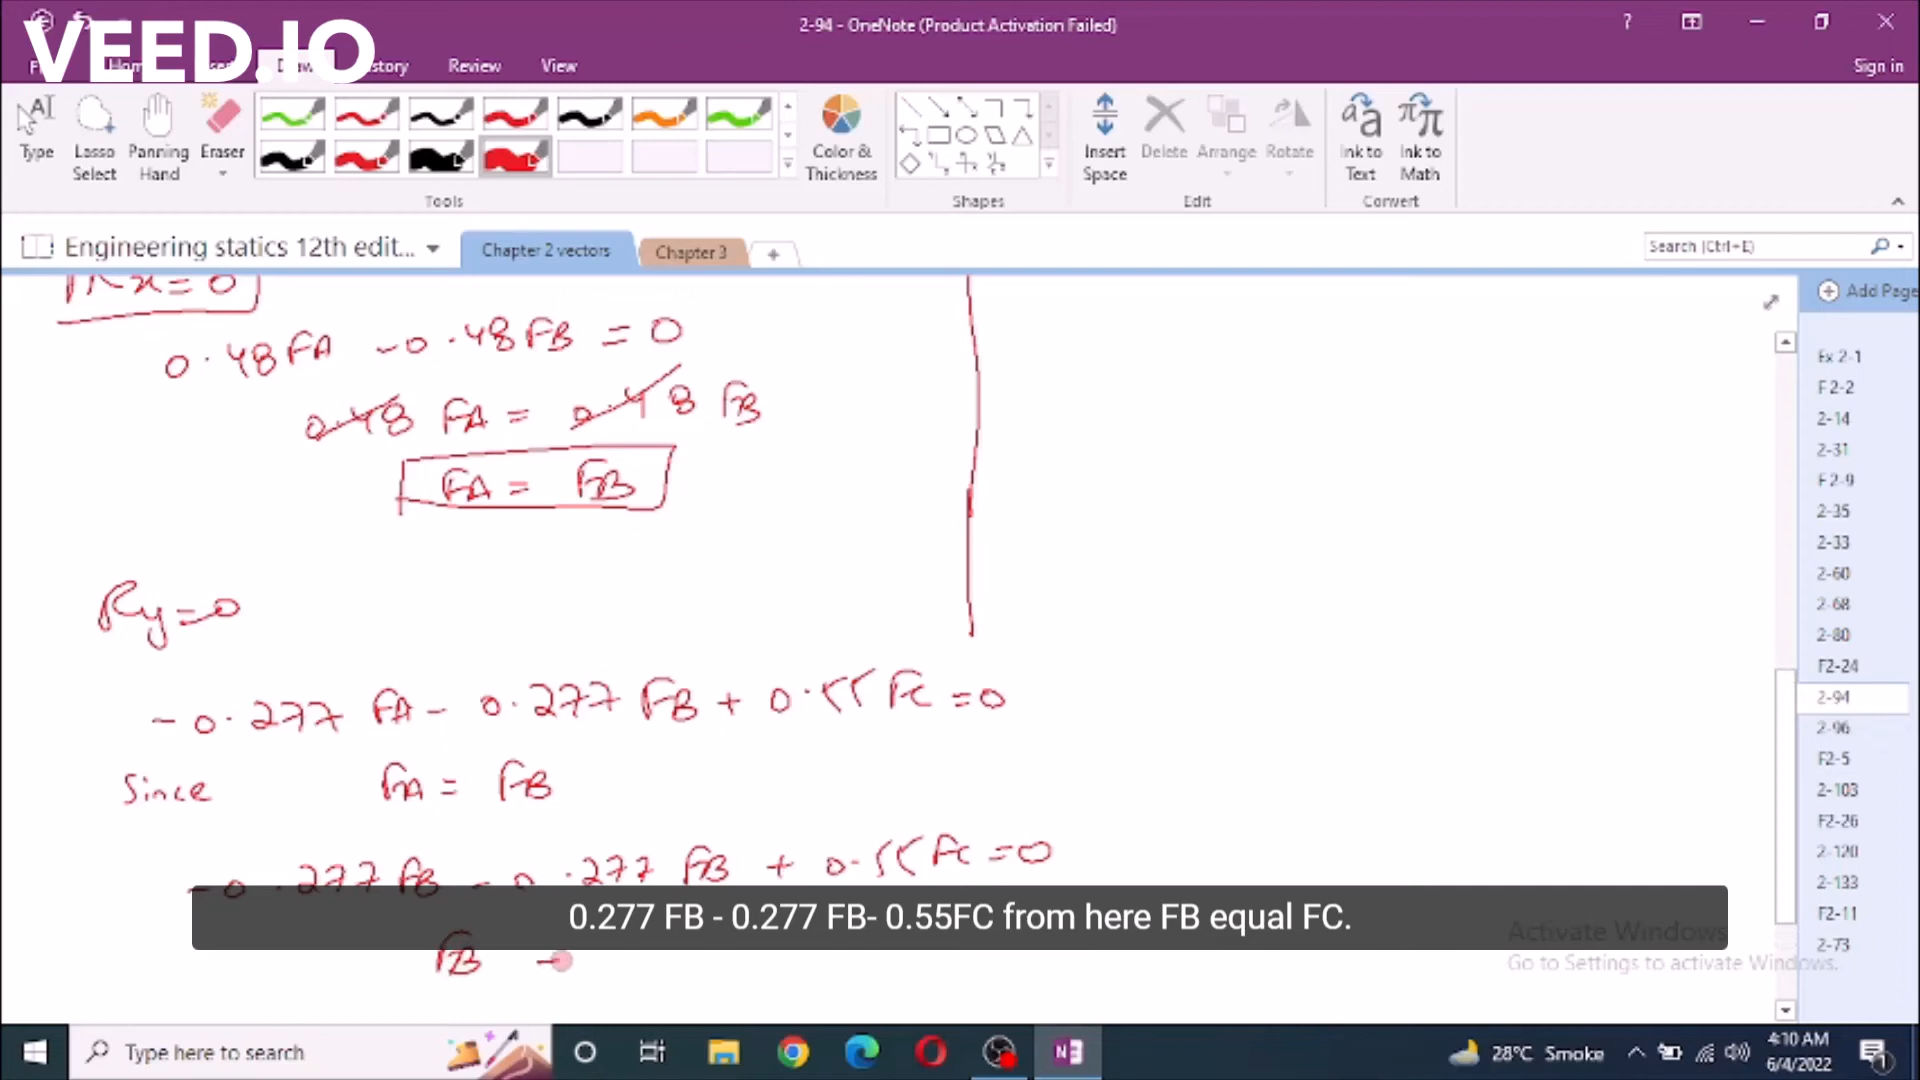 VEED.IO
2-94 - OneNote (Product Activation Failed)
Review
View
Sign in
Type
Lasso Select
Panning Hand
Eraser
Color & Thickness
Insert Space
Delete
Arrange
Rotate
Ink to Text
Ink to Math
Tools
Shapes
Edit
Convert
Engineering statics 12th edit...
Chapter 2 vectors
Chapter 3
Search (Ctrl+E)
Add Page
Rx=0
0.48FA -0.48FB = 0
0.48 FA = 0.48 FB
FA = FB
Ry=0
-0.277 FA - 0.277 FB + 0.55 FC =0
Since FA = FB
-0.277 FB - 0.277 FB + 0.55 FC =0
0.277 FB - 0.277 FB- 0.55FC from here FB equal FC.
FB
Ex 2-1
F 2-2
2-14
2-31
F 2-9
2-35
2-33
2-60
2-68
2-80
F2-24
2-94
2-96
F2-5
2-103
F2-26
2-120
2-133
F2-11
2-73
Activate Windows
Go to Settings to activate Windows.
Type here to search
28°C Smoke
4:10 AM
6/4/2022